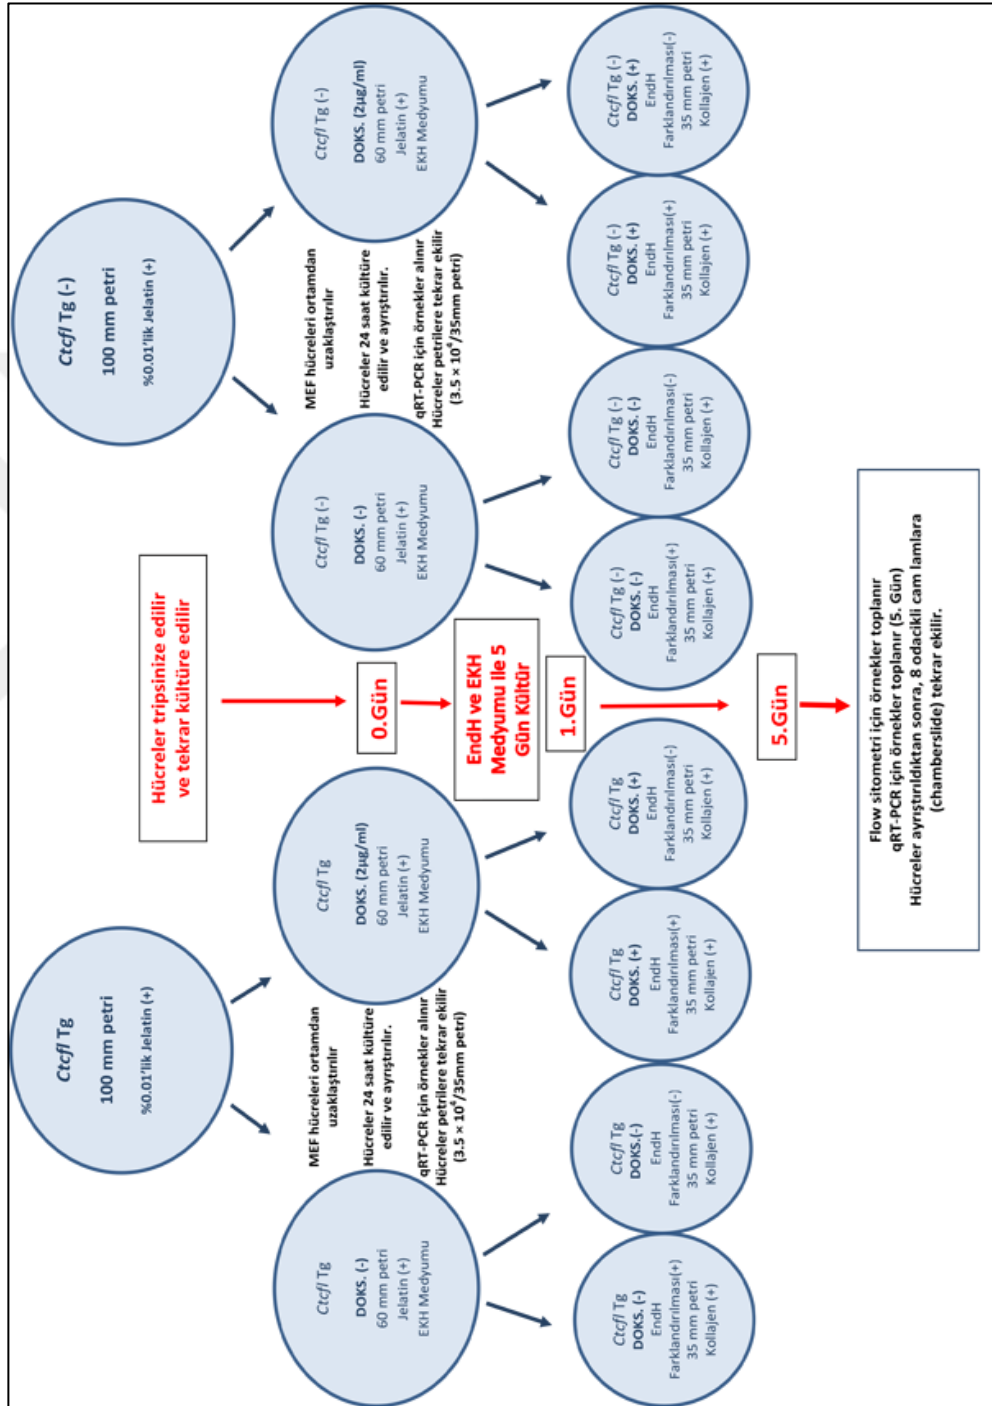 Ctcfl Tg
100 mm petri
%0.01'lik Jelatin (+)
Hücreler tripsinize edilir
ve tekrar kültüre edilir
Ctcfl Tg (-)
100 mm petri
%0.01'lik Jelatin (+)
Ctcfl Tg
DOKS. (-)
60 mm petri
Jelatin (+)
EKH Medyumu
MEF hücreleri ortamdan
uzaklaştırılır
Hücreler 24 saat kültüre
edilir ve ayrıştırılır.
qRT-PCR için örnekler alınır
Hücreler petrilere tekrar ekilir
(3.5 × 10⁶/35mm petri)
Ctcfl Tg
DOKS. (2µg/ml)
60 mm petri
Jelatin (+)
EKH Medyumu
0.Gün
EndH ve EKH
Medyumu ile 5
Gün Kültür
Ctcfl Tg (-)
DOKS. (-)
60 mm petri
Jelatin (+)
EKH Medyumu
MEF hücreleri ortamdan
uzaklaştırılır
Hücreler 24 saat kültüre
edilir ve ayrıştırılır.
qRT-PCR için örnekler alınır
Hücreler petrilere tekrar ekilir
(3.5 × 10⁶/35mm petri)
Ctcfl Tg (-)
DOKS. (2µg/ml)
60 mm petri
Jelatin (+)
EKH Medyumu
Ctcfl Tg
DOKS. (-)
EndH
Farklandırılması(+)
35 mm petri
Kollajen (+)
Ctcfl Tg
DOKS.(-)
EndH
Farklandırılması(-)
35 mm petri
Kollajen (+)
Ctcfl Tg
DOKS. (+)
EndH
Farklandırılması(+)
35 mm petri
Kollajen (+)
Ctcfl Tg
DOKS. (+)
EndH
Farklandırılması(-)
35 mm petri
Kollajen (+)
1.Gün
Ctcfl Tg (-)
DOKS. (-)
EndH
Farklandırılması(+)
35 mm petri
Kollajen (+)
Ctcfl Tg (-)
DOKS. (-)
EndH
Farklandırılması(-)
35 mm petri
Kollajen (+)
Ctcfl Tg (-)
DOKS. (+)
EndH
Farklandırılması(+)
35 mm petri
Kollajen (+)
Ctcfl Tg (-)
DOKS. (+)
EndH
Farklandırılması(-)
35 mm petri
Kollajen (+)
5.Gün
Flow sitometri için örnekler toplanır
qRT-PCR için örnekler toplanır (5. Gün)
Hücreler ayrıştırıldıktan sonra, 8 odacikli cam lamlara
(chamberslide) tekrar ekilir.